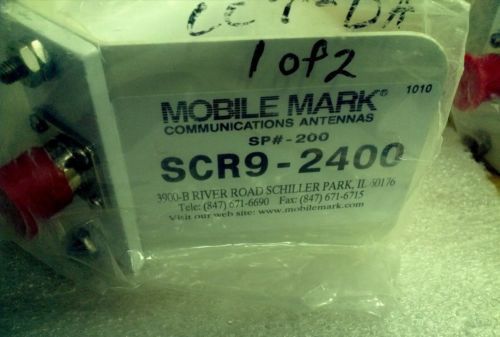 1 of 2
1010
MOBILE MARK®
COMMUNICATIONS ANTENNAS
SP#-200
SCR9-2400
3900-B RIVER ROAD SCHILLER PARK, IL 60176
Tele: (847) 671-6690 Fax: (847) 671-6715
Visit our web site: www.mobilemark.com